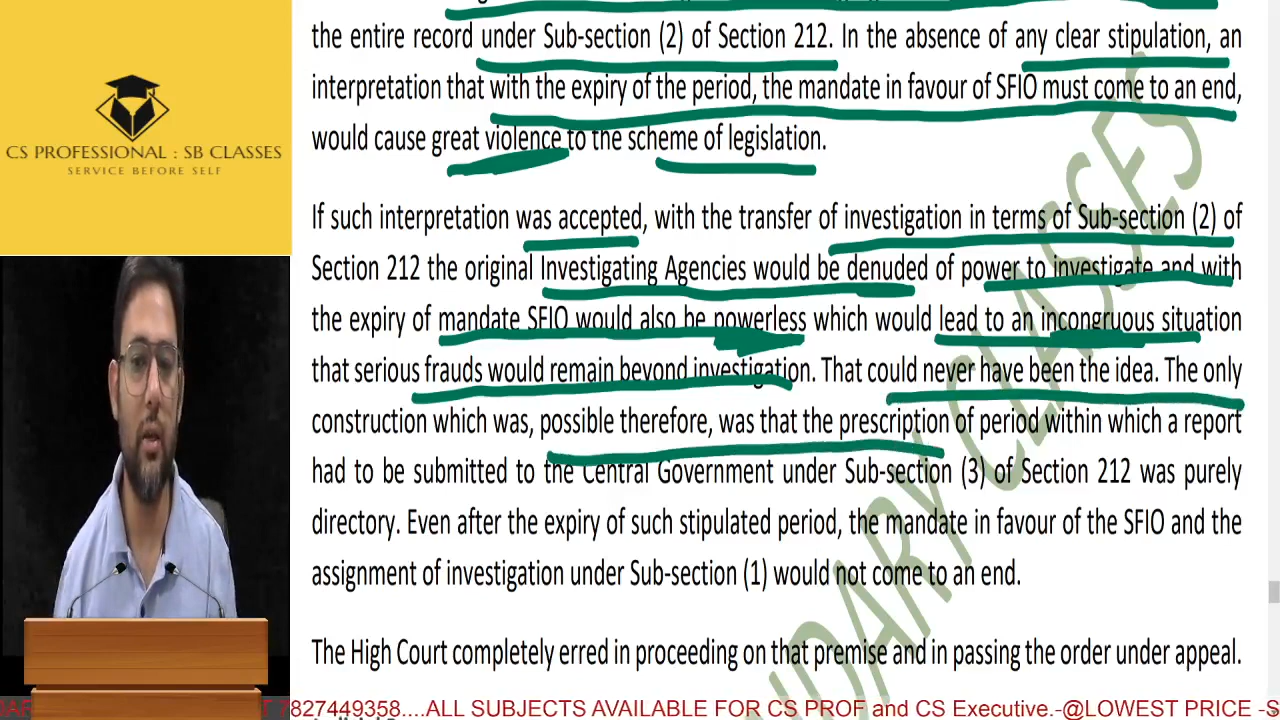 the entire record under Sub-section (2) of Section 212. In the absence of any clear stipulation, an
interpretation that with the expiry of the period, the mandate in favour of SFIO must come to an end,
would cause great violence to the scheme of legislation.
If such interpretation was accepted, with the transfer of investigation in terms of Sub-section (2) of
Section 212 the original Investigating Agencies would be denuded of power to investigate and with
the expiry of mandate SFIO would also be powerless which would lead to an incongruous situation
that serious frauds would remain beyond investigation. That could never have been the idea. The only
construction which was, possible therefore, was that the prescription of period within which a report
had to be submitted to the Central Government under Sub-section (3) of Section 212 was purely
directory. Even after the expiry of such stipulated period, the mandate in favour of the SFIO and the
assignment of investigation under Sub-section (1) would not come to an end.
The High Court completely erred in proceeding on that premise and in passing the order under appeal.
CS PROFESSIONAL : SB CLASSES
SERVICE BEFORE SELF
CLASSES
7827449358....ALL SUBJECTS AVAILABLE FOR CS PROF and CS Executive.-@LOWEST PRICE -S